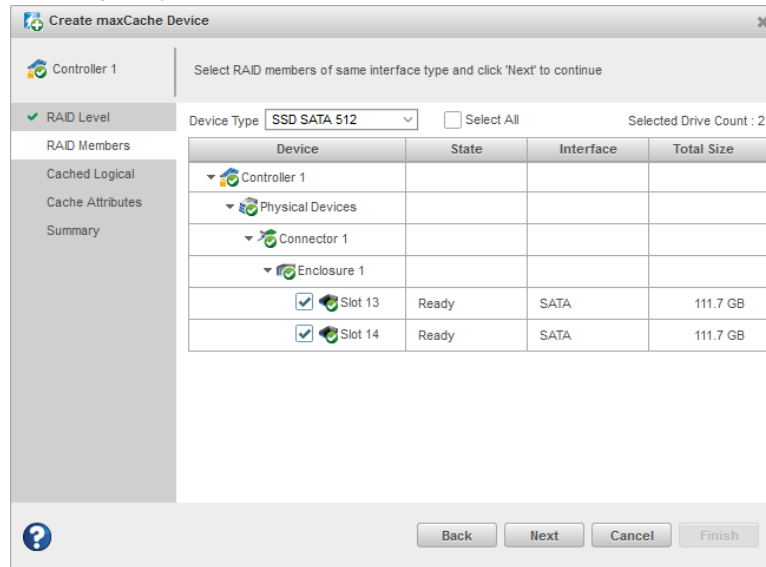 Create maxCache Device
Controller 1
Select RAID members of same interface type and click 'Next' to continue
RAID Level
RAID Members
Cached Logical
Cache Attributes
Summary
Device Type SSD SATA 512 Select All Selected Drive Count : 2
Device State Interface Total Size
Controller 1
Physical Devices
Connector 1
Enclosure 1
Slot 13 Ready SATA 111.7 GB
Slot 14 Ready SATA 111.7 GB
? Back Next Cancel Finish